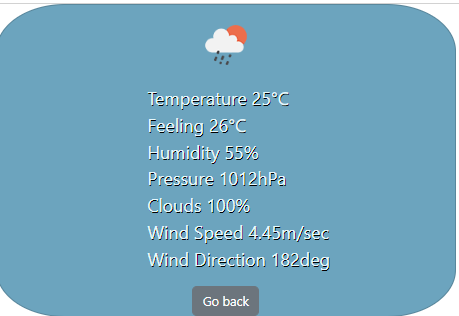 Temperature 25°C
Feeling 26°C
Humidity 55%
Pressure 1012hPa
Clouds 100%
Wind Speed 4.45m/sec
Wind Direction 182deg
Go back